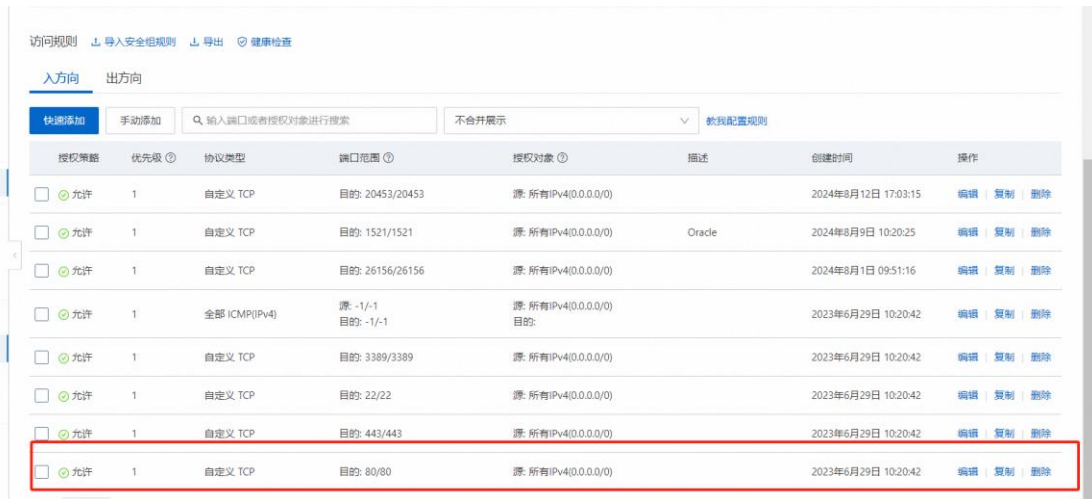 访问规则 导入安全组规则 导出 健康检查
入方向 出方向
快速添加 手动添加 输入端口或者授权对象进行搜索 不合并展示 教我配置规则
授权策略 优先级 协议类型 端口范围 授权对象 描述 创建时间 操作
允许 1 自定义 TCP 目的: 20453/20453 源: 所有IPv4(0.0.0.0/0) 2024年8月12日 17:03:15 编辑 复制 删除
允许 1 自定义 TCP 目的: 1521/1521 源: 所有IPv4(0.0.0.0/0) Oracle 2024年8月9日 10:20:25 编辑 复制 删除
允许 1 自定义 TCP 目的: 26156/26156 源: 所有IPv4(0.0.0.0/0) 2024年8月1日 09:51:16 编辑 复制 删除
允许 1 全部 ICMP(IPv4) 源: -1/-1 源: 所有IPv4(0.0.0.0/0) 2023年6月29日 10:20:42 编辑 复制 删除
目的: -1/-1 目的:
允许 1 自定义 TCP 目的: 3389/3389 源: 所有IPv4(0.0.0.0/0) 2023年6月29日 10:20:42 编辑 复制 删除
允许 1 自定义 TCP 目的: 22/22 源: 所有IPv4(0.0.0.0/0) 2023年6月29日 10:20:42 编辑 复制 删除
允许 1 自定义 TCP 目的: 443/443 源: 所有IPv4(0.0.0.0/0) 2023年6月29日 10:20:42 编辑 复制 删除
允许 1 自定义 TCP 目的: 80/80 源: 所有IPv4(0.0.0.0/0) 2023年6月29日 10:20:42 编辑 复制 删除